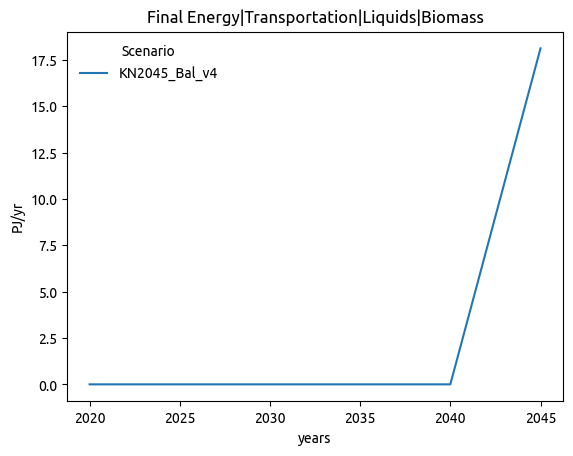 Final Energy|Transportation|Liquids|Biomass
Scenario
KN2045_Bal_v4
PJ/yr
17.5
15.0
12.5
10.0
7.5
5.0
2.5
0.0
2020 2025 2030 2035 2040 2045
years